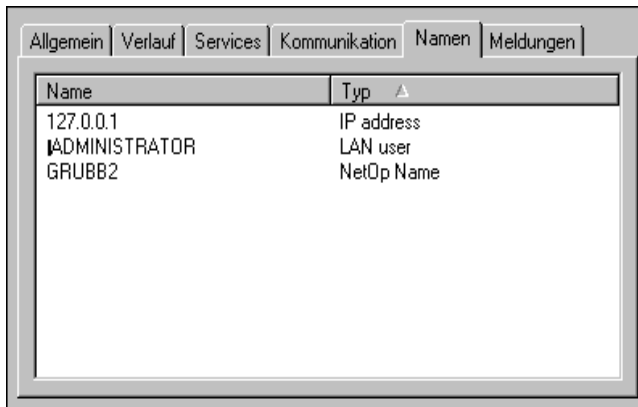 Allgemein Verlauf Services Kommunikation Namen Meldungen
Name Typ
127.0.0.1 IP address
ADMINISTRATOR LAN user
GRUBB2 NetOp Name